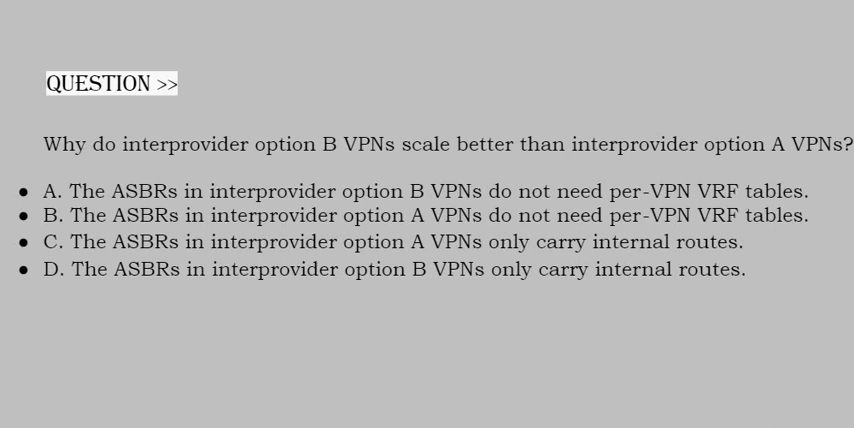 QUESTION >>
Why do interprovider option B VPNs scale better than interprovider option A VPNs?
• A. The ASBRs in interprovider option B VPNs do not need per-VPN VRF tables.
• B. The ASBRs in interprovider option A VPNs do not need per-VPN VRF tables.
• C. The ASBRs in interprovider option A VPNs only carry internal routes.
• D. The ASBRs in interprovider option B VPNs only carry internal routes.